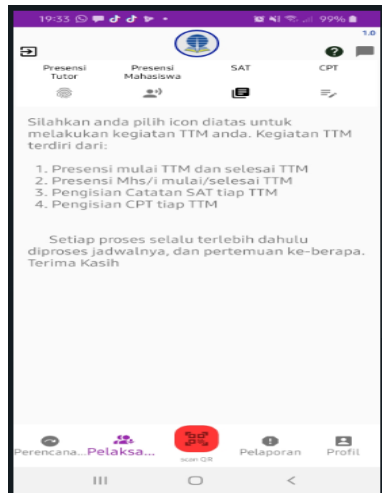 19:33
99%
1.0
Presensi Tutor
Presensi Mahasiswa
SAT
CPT
Silahkan anda pilih icon diatas untuk
melakukan kegiatan TTM anda. Kegiatan TTM
terdiri dari:
1. Presensi mulai TTM dan selesai TTM
2. Presensi Mhs/i mulai/selesai TTM
3. Pengisian Catatan SAT tiap TTM
4. Pengisian CPT tiap TTM
Setiap proses selalu terlebih dahulu
diproses jadwalnya, dan pertemuan ke-berapa.
Terima Kasih
Perencana...
Pelaksa...
scan QR
Pelaporan
Profil